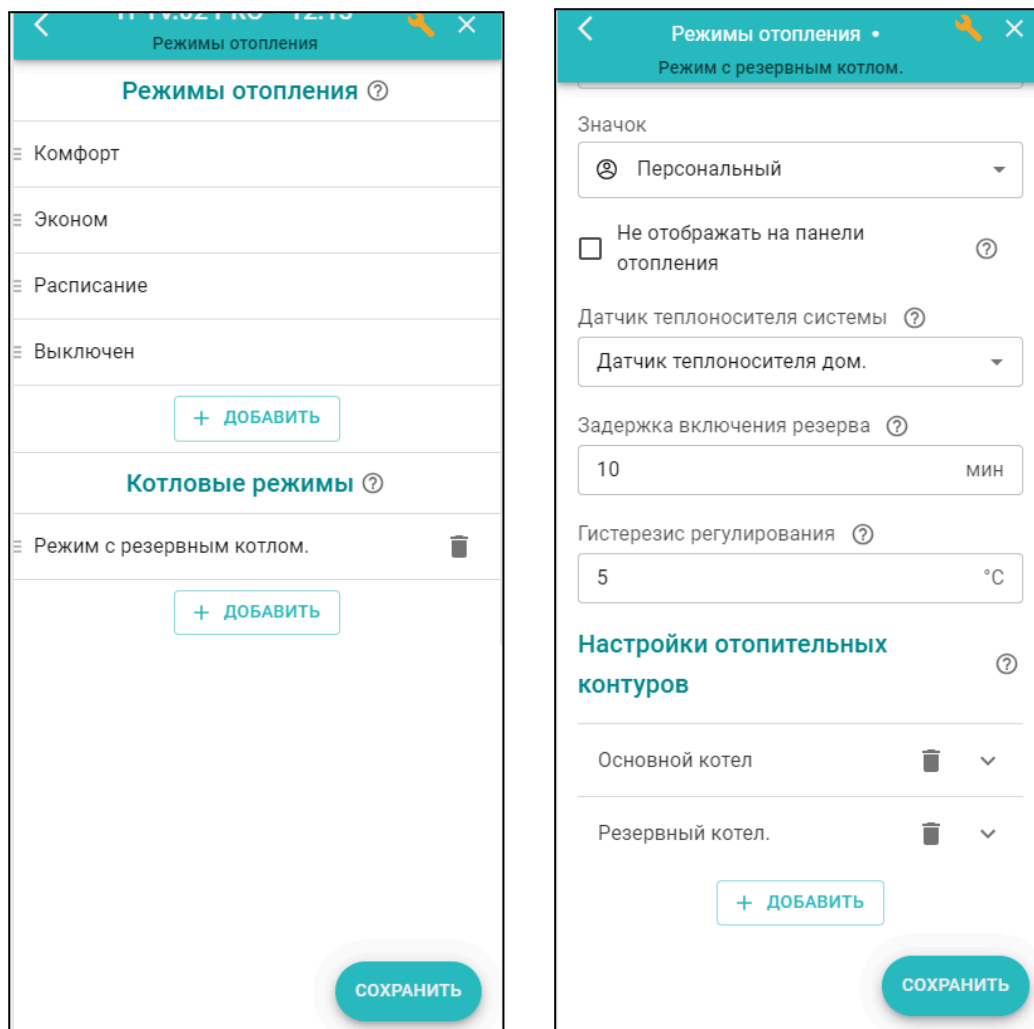 12:13
Режимы отопления
Режимы отопления
Комфорт
Эконом
Расписание
Выключен
+ ДОБАВИТЬ
Котловые режимы
Режим с резервным котлом.
+ ДОБАВИТЬ
СОХРАНИТЬ
Режимы отопления •
Режим с резервным котлом.
Значок
Персональный
Не отображать на панели
отопления
Датчик теплоносителя системы
Датчик теплоносителя дом.
Задержка включения резерва
10 мин
Гистерезис регулирования
5 °C
Настройки отопительных
контуров
Основной котел
Резервный котел.
+ ДОБАВИТЬ
СОХРАНИТЬ